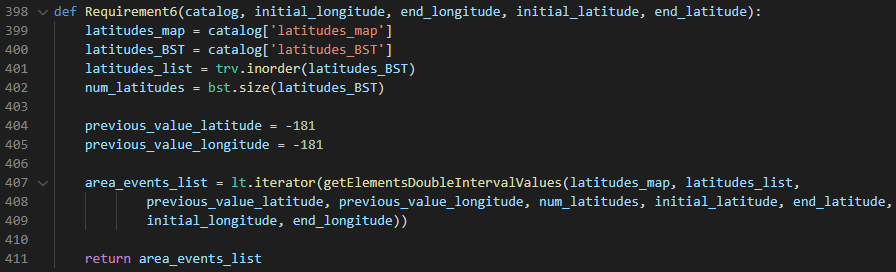 398 def Requirement6(catalog, initial_longitude, end_longitude, initial_latitude, end_latitude):
399     latitudes_map = catalog['latitudes_map']
400     latitudes_BST = catalog['latitudes_BST']
401     latitudes_list = trv.inorder(latitudes_BST)
402     num_latitudes = bst.size(latitudes_BST)
403
404     previous_value_latitude = -181
405     previous_value_longitude = -181
406
407     area_events_list = lt.iterator(getElementsDoubleIntervalValues(latitudes_map, latitudes_list,
408             previous_value_latitude, previous_value_longitude, num_latitudes, initial_latitude, end_latitude,
409             initial_longitude, end_longitude))
410
411     return area_events_list